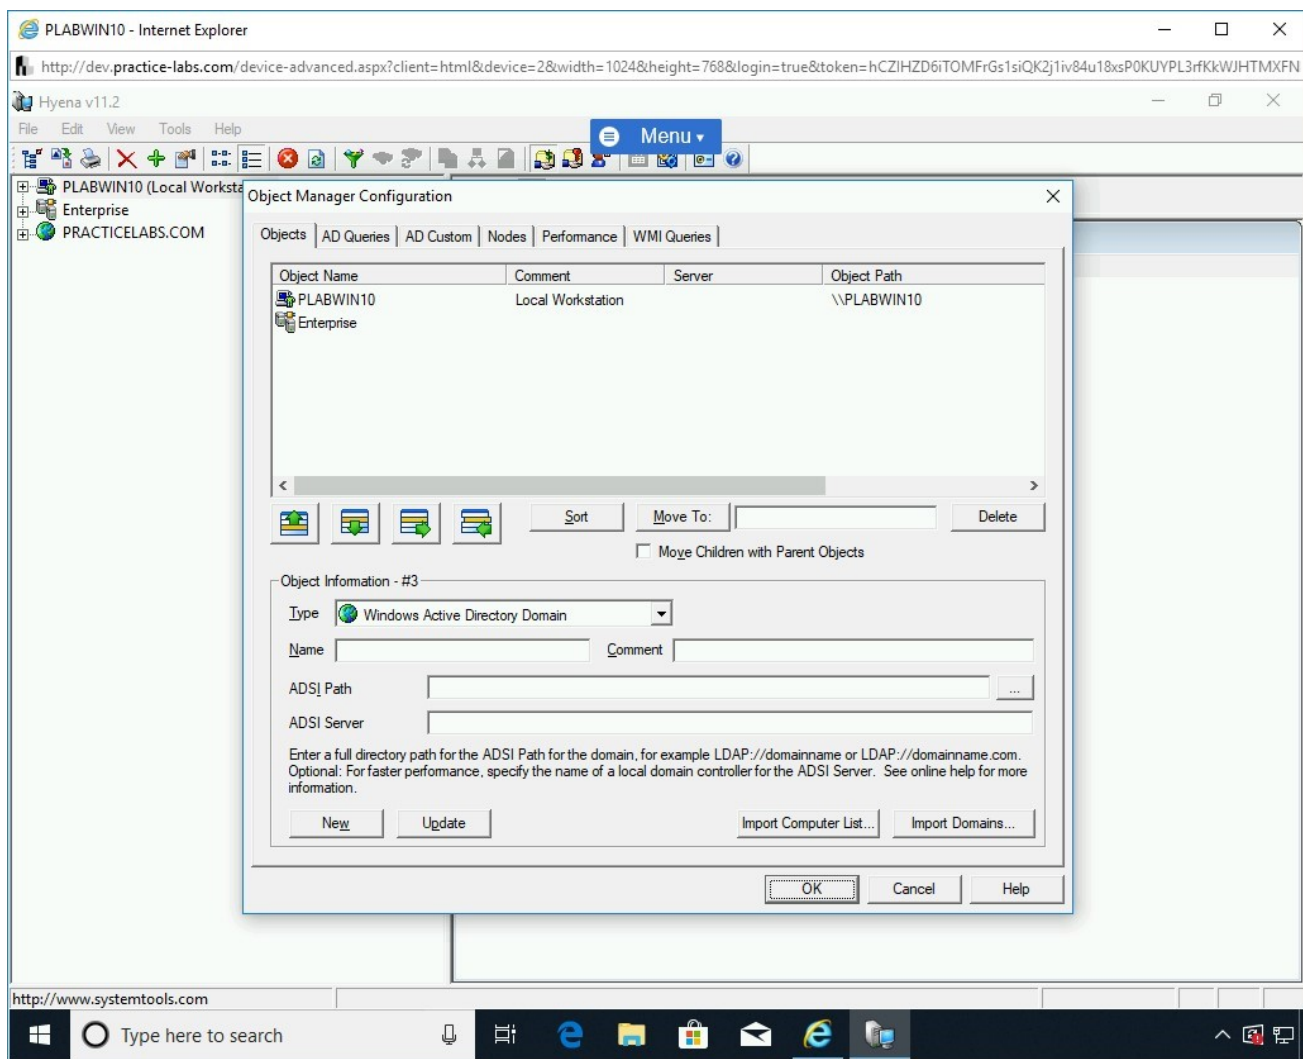 PLABWIN10 - Internet Explorer
http://dev.practice-labs.com/device-advanced.aspx?client=html&device=2&width=1024&height=768&login=true&token=hCZIHZD6iTOMFrGs1siQK2j1iv84u18xsP0KUYPL3rfKkWJHTMXFN
Hyena v11.2
File Edit View Tools Help
Menu
PLABWIN10 (Local Worksta
Enterprise
PRACTICELABS.COM
Object Manager Configuration
Objects AD Queries AD Custom Nodes Performance WMI Queries
Object Name Comment Server Object Path
PLABWIN10 Local Workstation \\PLABWIN10
Enterprise
Sort Move To: Delete
Move Children with Parent Objects
Object Information - #3
Type Windows Active Directory Domain
Name Comment
ADSI Path ...
ADSI Server
Enter a full directory path for the ADSI Path for the domain, for example LDAP://domainname or LDAP://domainname.com.
Optional: For faster performance, specify the name of a local domain controller for the ADSI Server. See online help for more
information.
New Update Import Computer List... Import Domains...
OK Cancel Help
http://www.systemtools.com
Type here to search